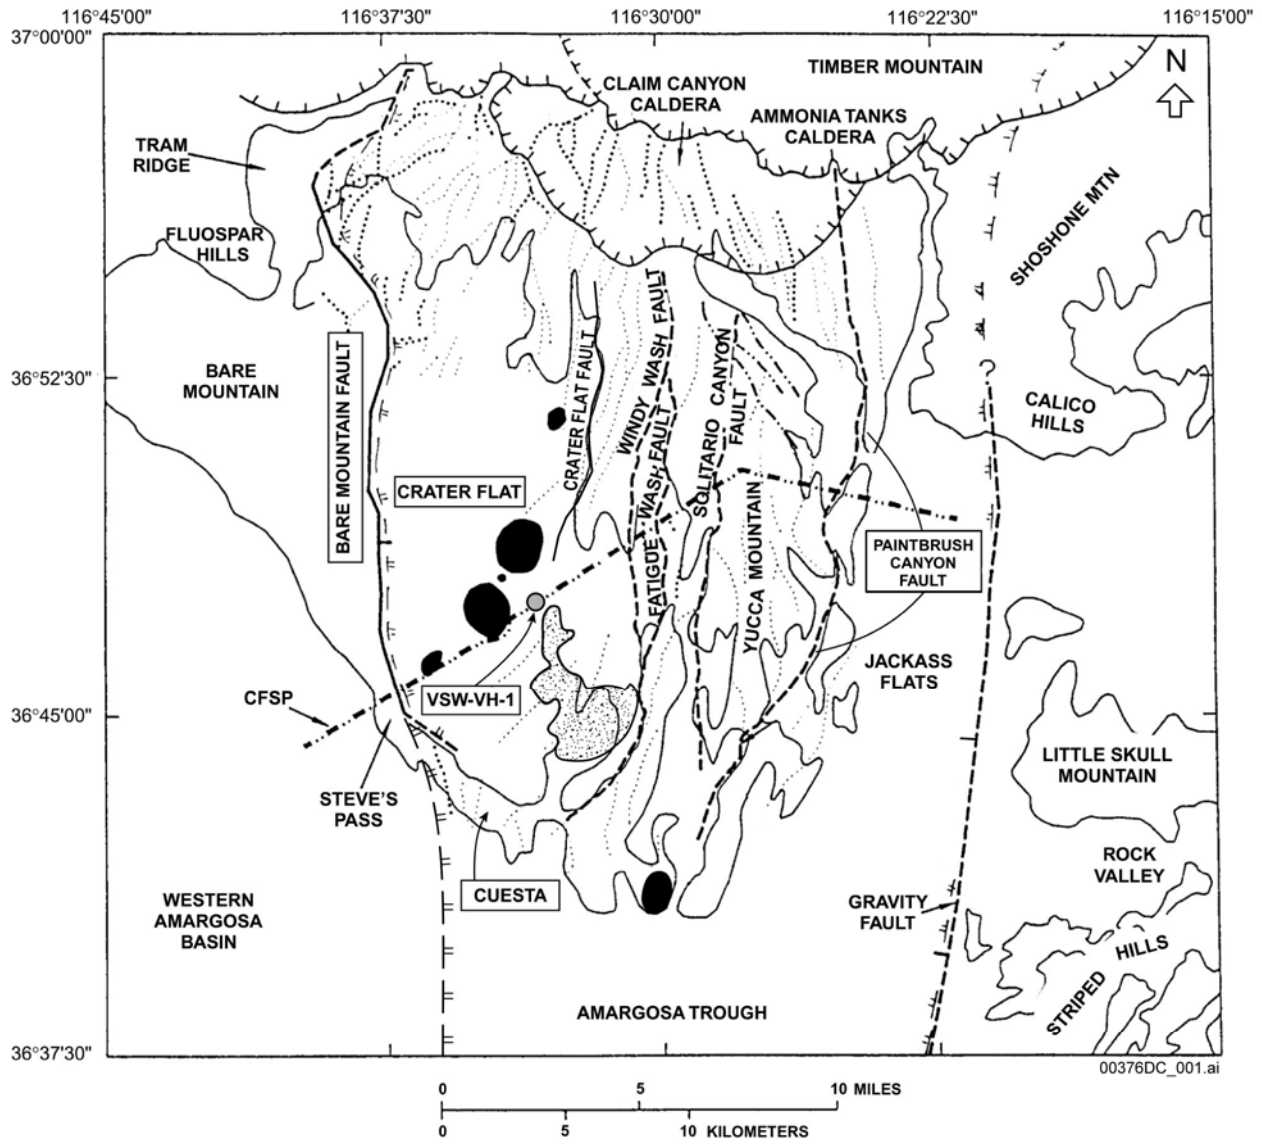 116°45'00"
116°37'30"
116°30'00"
116°22'30"
116°15'00"
37°00'00"
N
TIMBER MOUNTAIN
CLAIM CANYON
CALDERA
AMMONIA TANKS
CALDERA
TRAM
RIDGE
SHOSHONE MTN
FLUOSPAR
HILLS
BARE MOUNTAIN FAULT
CRATER FLAT FAULT
WINDY WASH FAULT
FATIGUE WASH FAULT
SOLITARIO CANYON
FAULT
36°52'30"
BARE
MOUNTAIN
CALICO
HILLS
CRATER FLAT
YUCCA MOUNTAIN
PAINTBRUSH
CANYON
FAULT
JACKASS
FLATS
CFSP
VSW-VH-1
36°45'00"
STEVE'S
PASS
LITTLE SKULL
MOUNTAIN
ROCK
VALLEY
CUESTA
WESTERN
AMARGOSA
BASIN
GRAVITY
FAULT
STRIPED HILLS
AMARGOSA TROUGH
36°37'30"
00376DC_001.ai
0 5 10 MILES
0 5 10 KILOMETERS